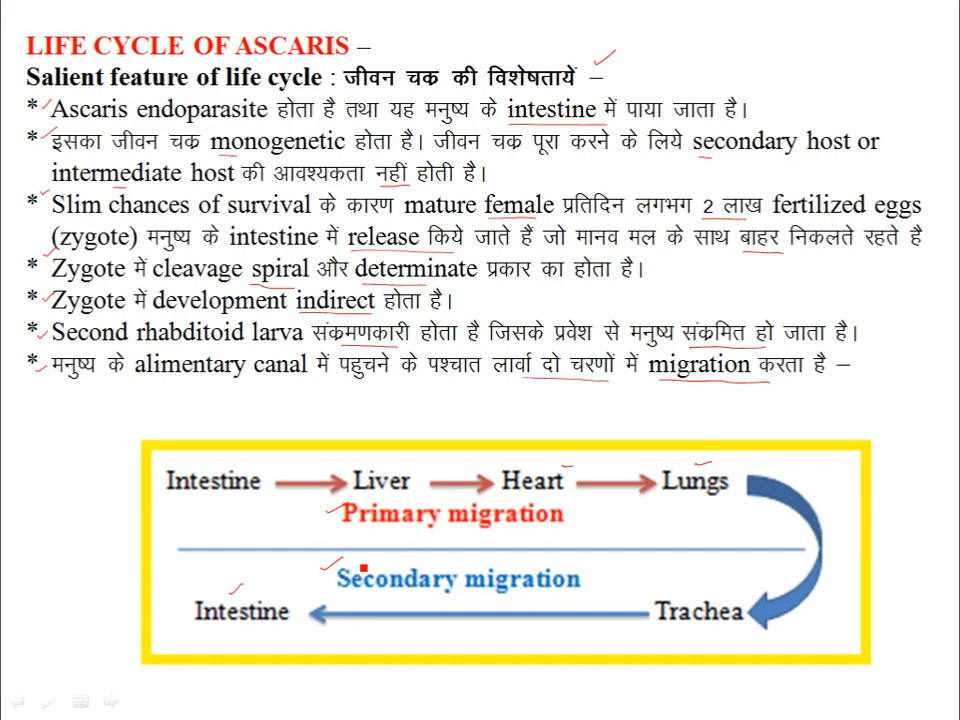 LIFE CYCLE OF ASCARIS –
Salient feature of life cycle : जीवन चक्र की विशेषतायें –
* Ascaris endoparasite होता है तथा यह मनुष्य के intestine में पाया जाता है।
* इसका जीवन चक्र monogenetic होता है। जीवन चक्र पूरा करने के लिये secondary host or
intermediate host की आवश्यकता नहीं होती है।
* Slim chances of survival के कारण mature female प्रतिदिन लगभग 2 लाख fertilized eggs
(zygote) मनुष्य के intestine में release किये जाते हैं जो मानव मल के साथ बाहर निकलते रहते है
* Zygote में cleavage spiral और determinate प्रकार का होता है।
* Zygote में development indirect होता है।
* Second rhabditoid larva संक्रमणकारी होता है जिसके प्रवेश से मनुष्य संक्रमित हो जाता है।
* मनुष्य के alimentary canal में पहुचने के पश्चात लार्वा दो चरणों में migration करता है –
Intestine Liver Heart Lungs
Primary migration
Secondary migration
Intestine Trachea